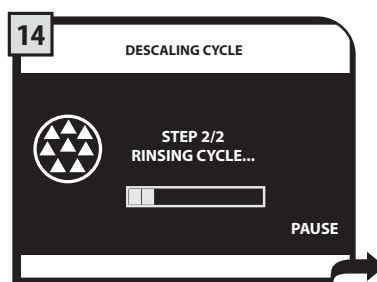 14
DESCALING CYCLE
STEP 2/2
RINSING CYCLE...
PAUSE